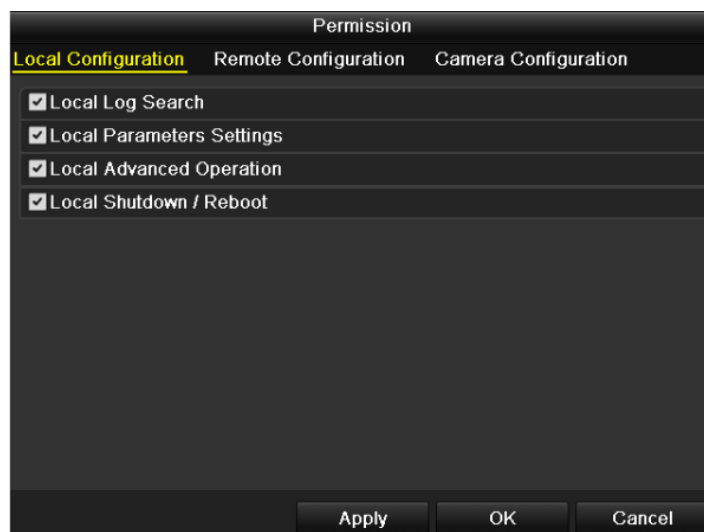 Permission
Local Configuration Remote Configuration Camera Configuration
Local Log Search
Local Parameters Settings
Local Advanced Operation
Local Shutdown / Reboot
Apply OK Cancel